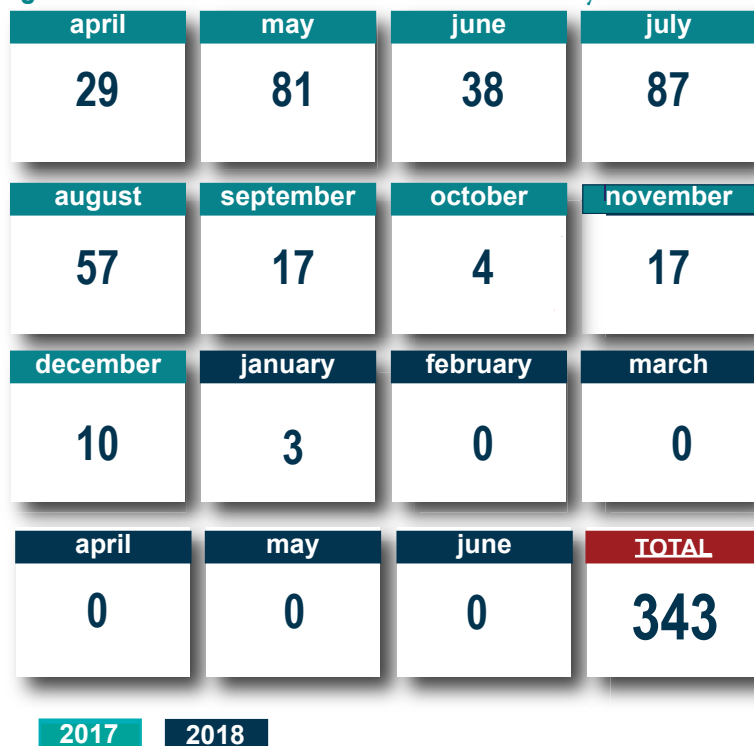 april may june july
29 81 38 87
august september october november
57 17 4 17
december january february march
10 3 0 0
april may june TOTAL
0 0 0 343
2017 2018